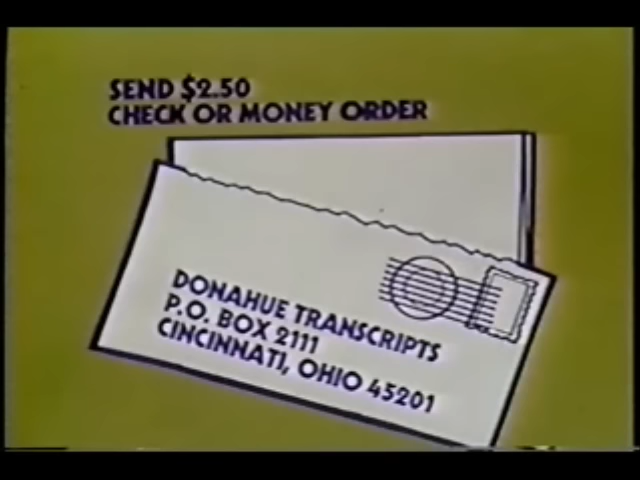 SEND $2.50
CHECK OR MONEY ORDER
DONAHUE TRANSCRIPTS
P.O. BOX 2111
CINCINNATI, OHIO 45201